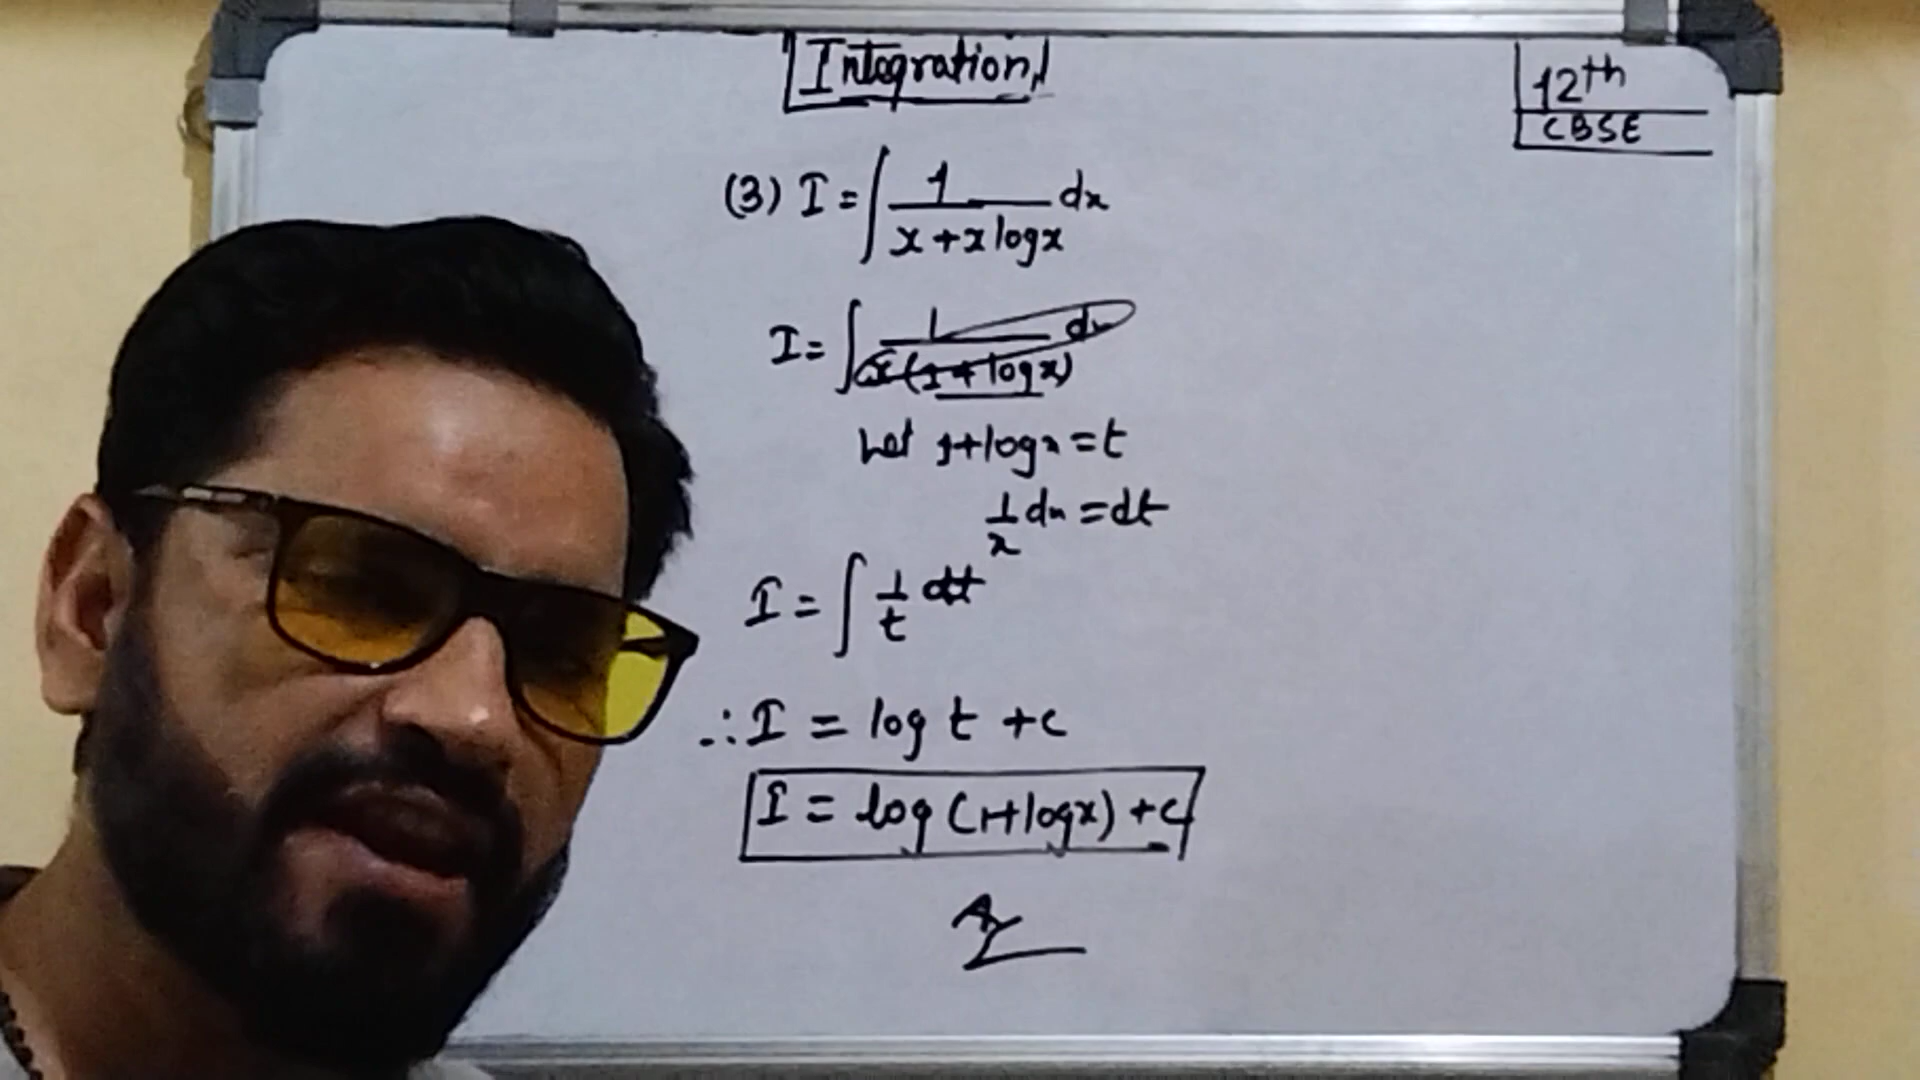 Integration
12th
CBSE
(3) I = ∫ 1/(x + x log x) dx
I = ∫ 1/(x(1 + log x)) dx
Let 1 + log x = t
1/x dx = dt
I = ∫ 1/t dt
∴ I = log t + c
I = log (1 + log x) + c